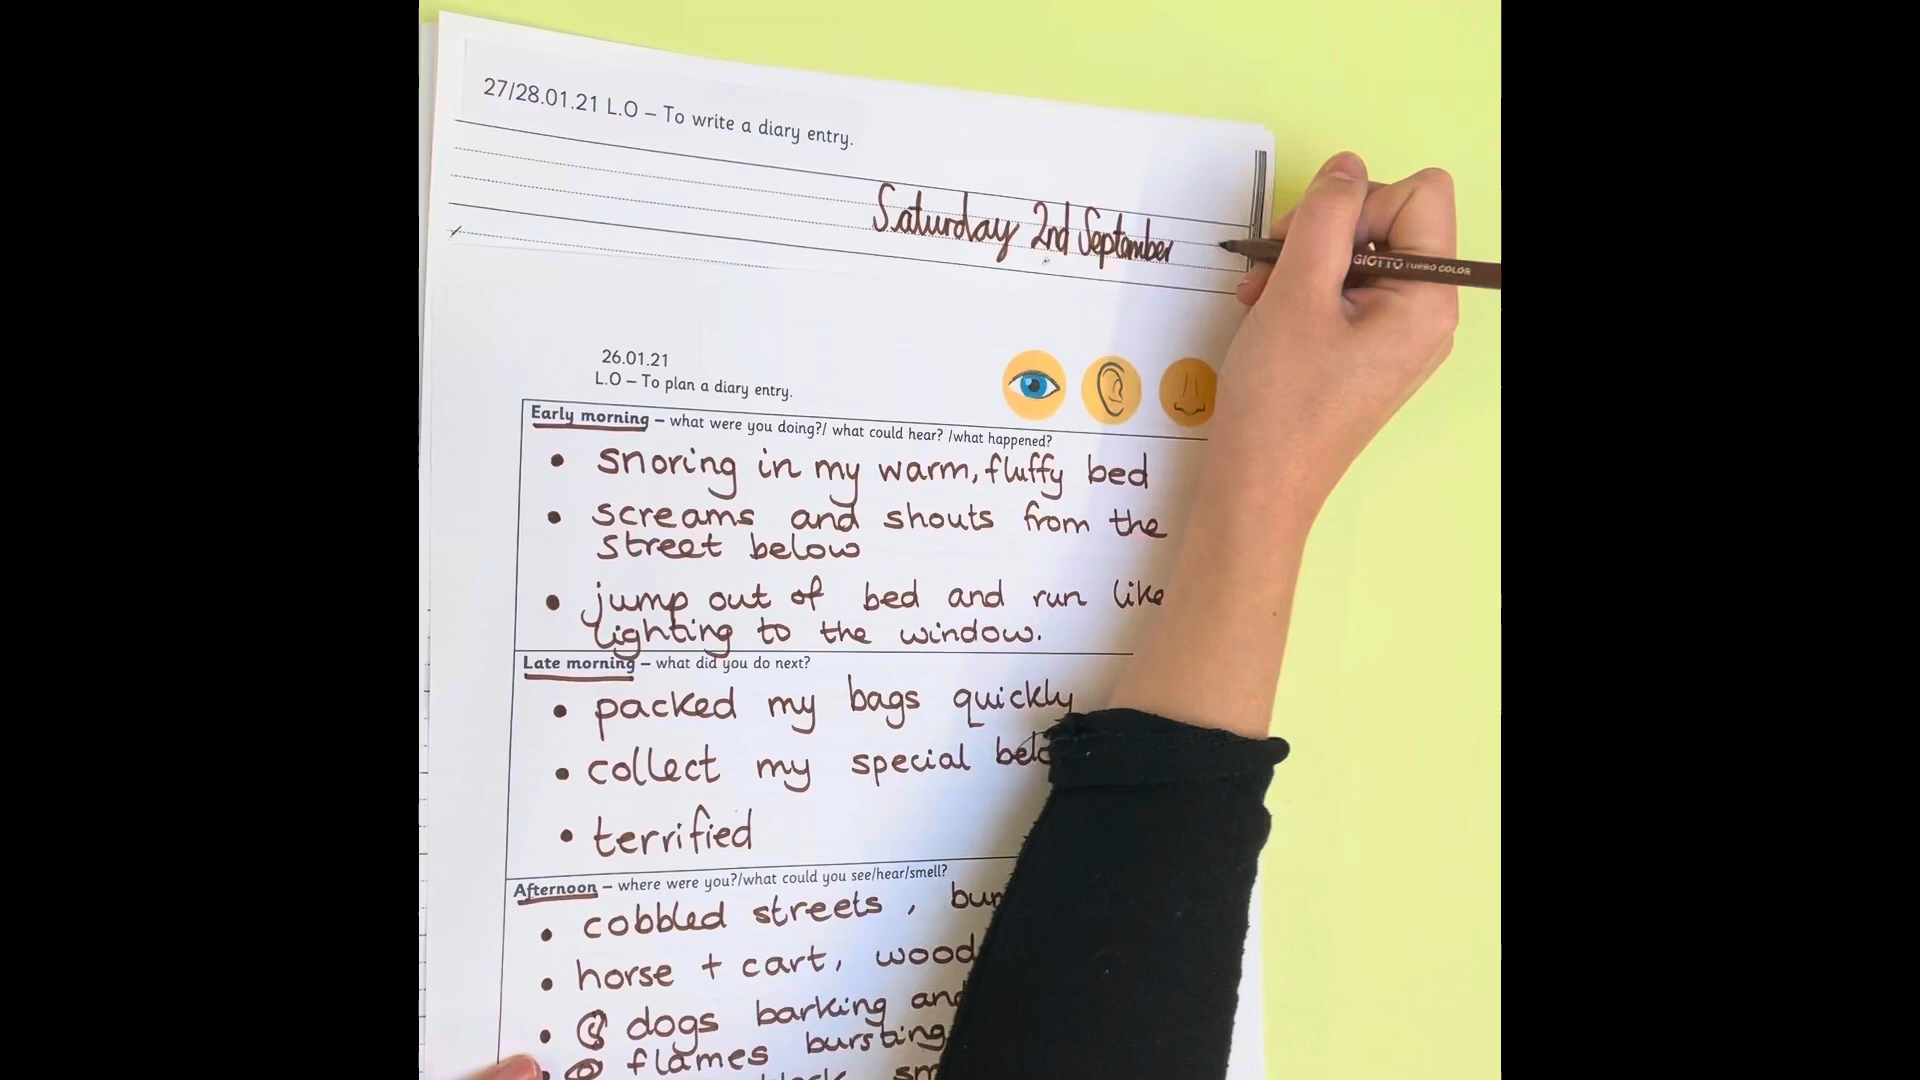 27/28.01.21 L.O – To write a diary entry.
Saturday 2nd September
GIOTTO TURBO COLOR
26.01.21
L.O – To plan a diary entry.
Early morning – what were you doing?/ what could hear? /what happened?
• snoring in my warm, fluffy bed
• screams and shouts from the
street below
• jump out of bed and run like
lighting to the window.
Late morning – what did you do next?
• packed my bags quickly
• collect my special
• terrified
Afternoon – where were you?/what could you see/hear/smell?
• cobbled streets ,
• horse + cart,
• dogs barking and
• flames bursting